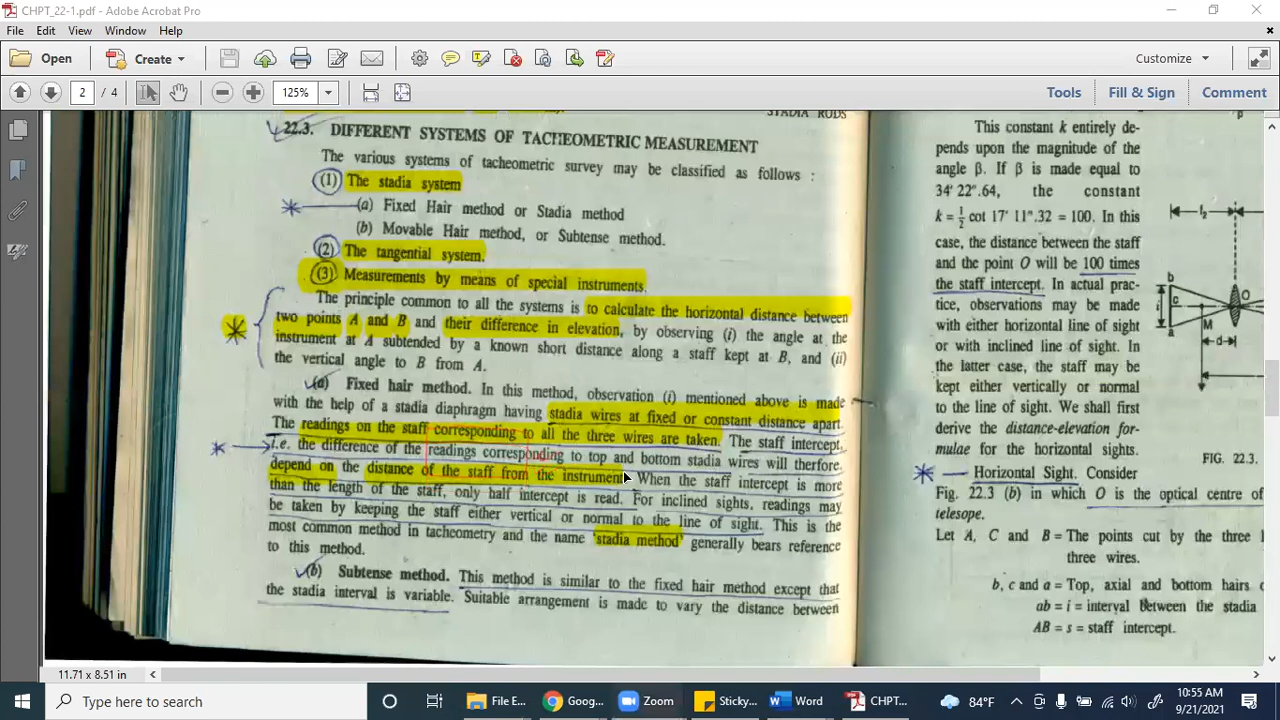 CHPT_22-1.pdf - Adobe Acrobat Pro
File Edit View Window Help
Open Create Customize
2 / 4 125% Tools Fill & Sign Comment
STADIA RODS
22.3. DIFFERENT SYSTEMS OF TACHEOMETRIC MEASUREMENT
The various systems of tacheometric survey may be classified as follows :
(1) The stadia system
(a) Fixed Hair method or Stadia method
(b) Movable Hair method, or Subtense method.
(2) The tangential system.
(3) Measurements by means of special instruments.
The principle common to all the systems is to calculate the horizontal distance between
two points A and B and their difference in elevation, by observing (i) the angle at the
instrument at A subtended by a known short distance along a staff kept at B, and (ii)
the vertical angle to B from A.
(a) Fixed hair method. In this method, observation (i) mentioned above is made
with the help of a stadia diaphragm having stadia wires at fixed or constant distance apart.
The readings on the staff corresponding to all the three wires are taken. The staff intercept,
i.e. the difference of the readings corresponding to top and bottom stadia wires will therfore,
depend on the distance of the staff from the instrument. When the staff intercept is more
than the length of the staff, only half intercept is read. For inclined sights, readings may
be taken by keeping the staff either vertical or normal to the line of sight. This is the
most common method in tacheometry and the name 'stadia method' generally bears reference
to this method.
(b) Subtense method. This method is similar to the fixed hair method except that
the stadia interval is variable. Suitable arrangement is made to vary the distance between
This constant k entirely de-
pends upon the magnitude of the
angle β. If β is made equal to
34' 22".64, the constant
k = ½ cot 17' 11".32 = 100. In this
case, the distance between the staff
and the point O will be 100 times
the staff intercept. In actual prac-
tice, observations may be made
with either horizontal line of sight
or with inclined line of sight. In
the latter case, the staff may be
kept either vertically or normal
to the line of sight. We shall first
derive the distance-elevation for-
mulae for the horizontal sights.
Horizontal Sight. Consider
Fig. 22.3 (b) in which O is the optical centre of
telesope.
Let A, C and B = The points cut by the three
three wires.
b, c and a = Top, axial and bottom hairs
ab = i = interval between the stadia
AB = s = staff intercept.
p
f₂
b
i
c
O
a
M
d
FIG. 22.3.
11.71 x 8.51 in
Type here to search
File E... Goog... Zoom Sticky... Word CHPT... 84°F
10:55 AM
9/21/2021